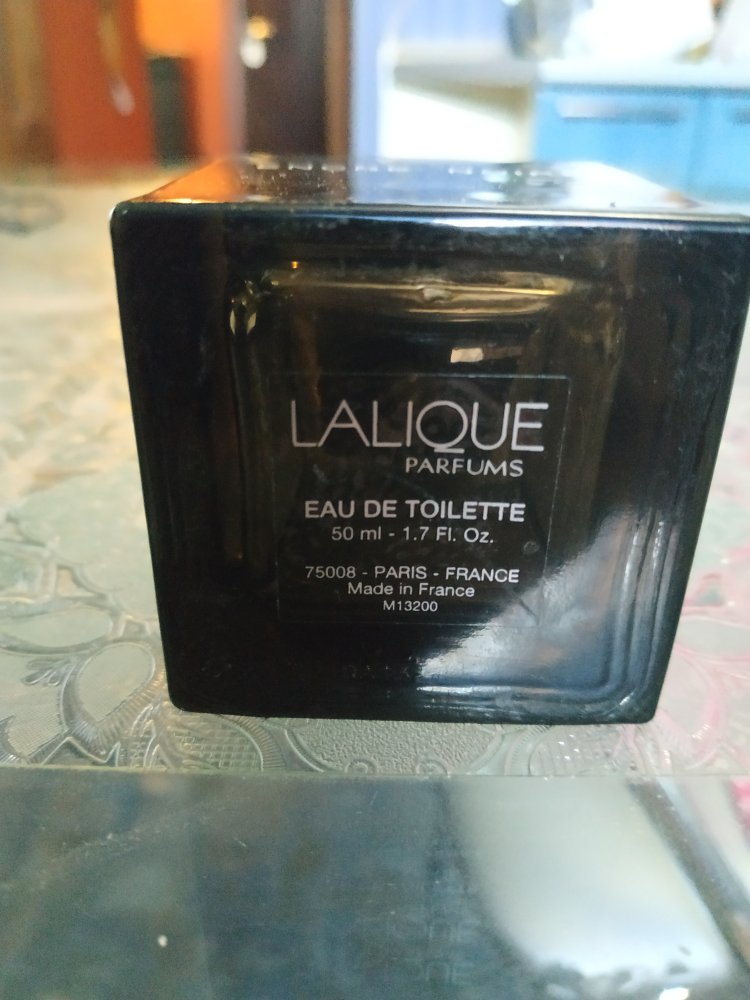 LALIQUE
PARFUMS
EAU DE TOILETTE
50 ml - 1.7 Fl. Oz.
75008 - PARIS - FRANCE
Made in France
M13200